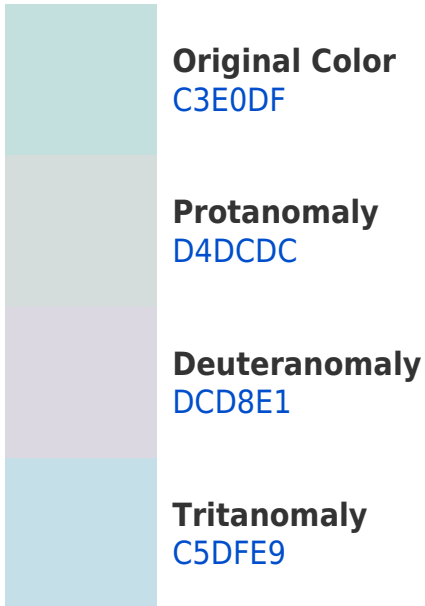 Original Color
C3E0DF
Protanomaly
D4DCDC
Deuteranomaly
DCD8E1
Tritanomaly
C5DFE9